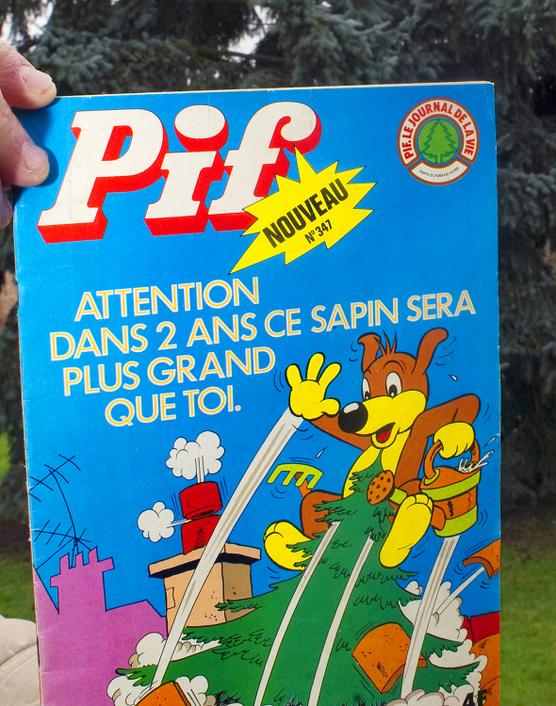 Pif
PIF, LE JOURNAL DE LA VIE
NOUVEAU
N° 347
ATTENTION
DANS 2 ANS CE SAPIN SERA
PLUS GRAND
QUE TOI.
4F